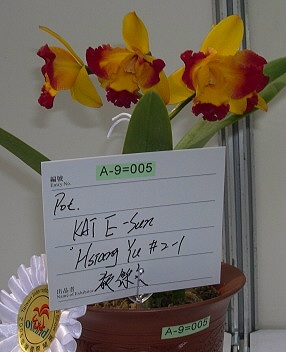 A-9=005
編號
Entry No.
Pot.
KAT E-Sun
'Hsiang Yu #2-1
出品者
Name of Exhibitor
A-9=005